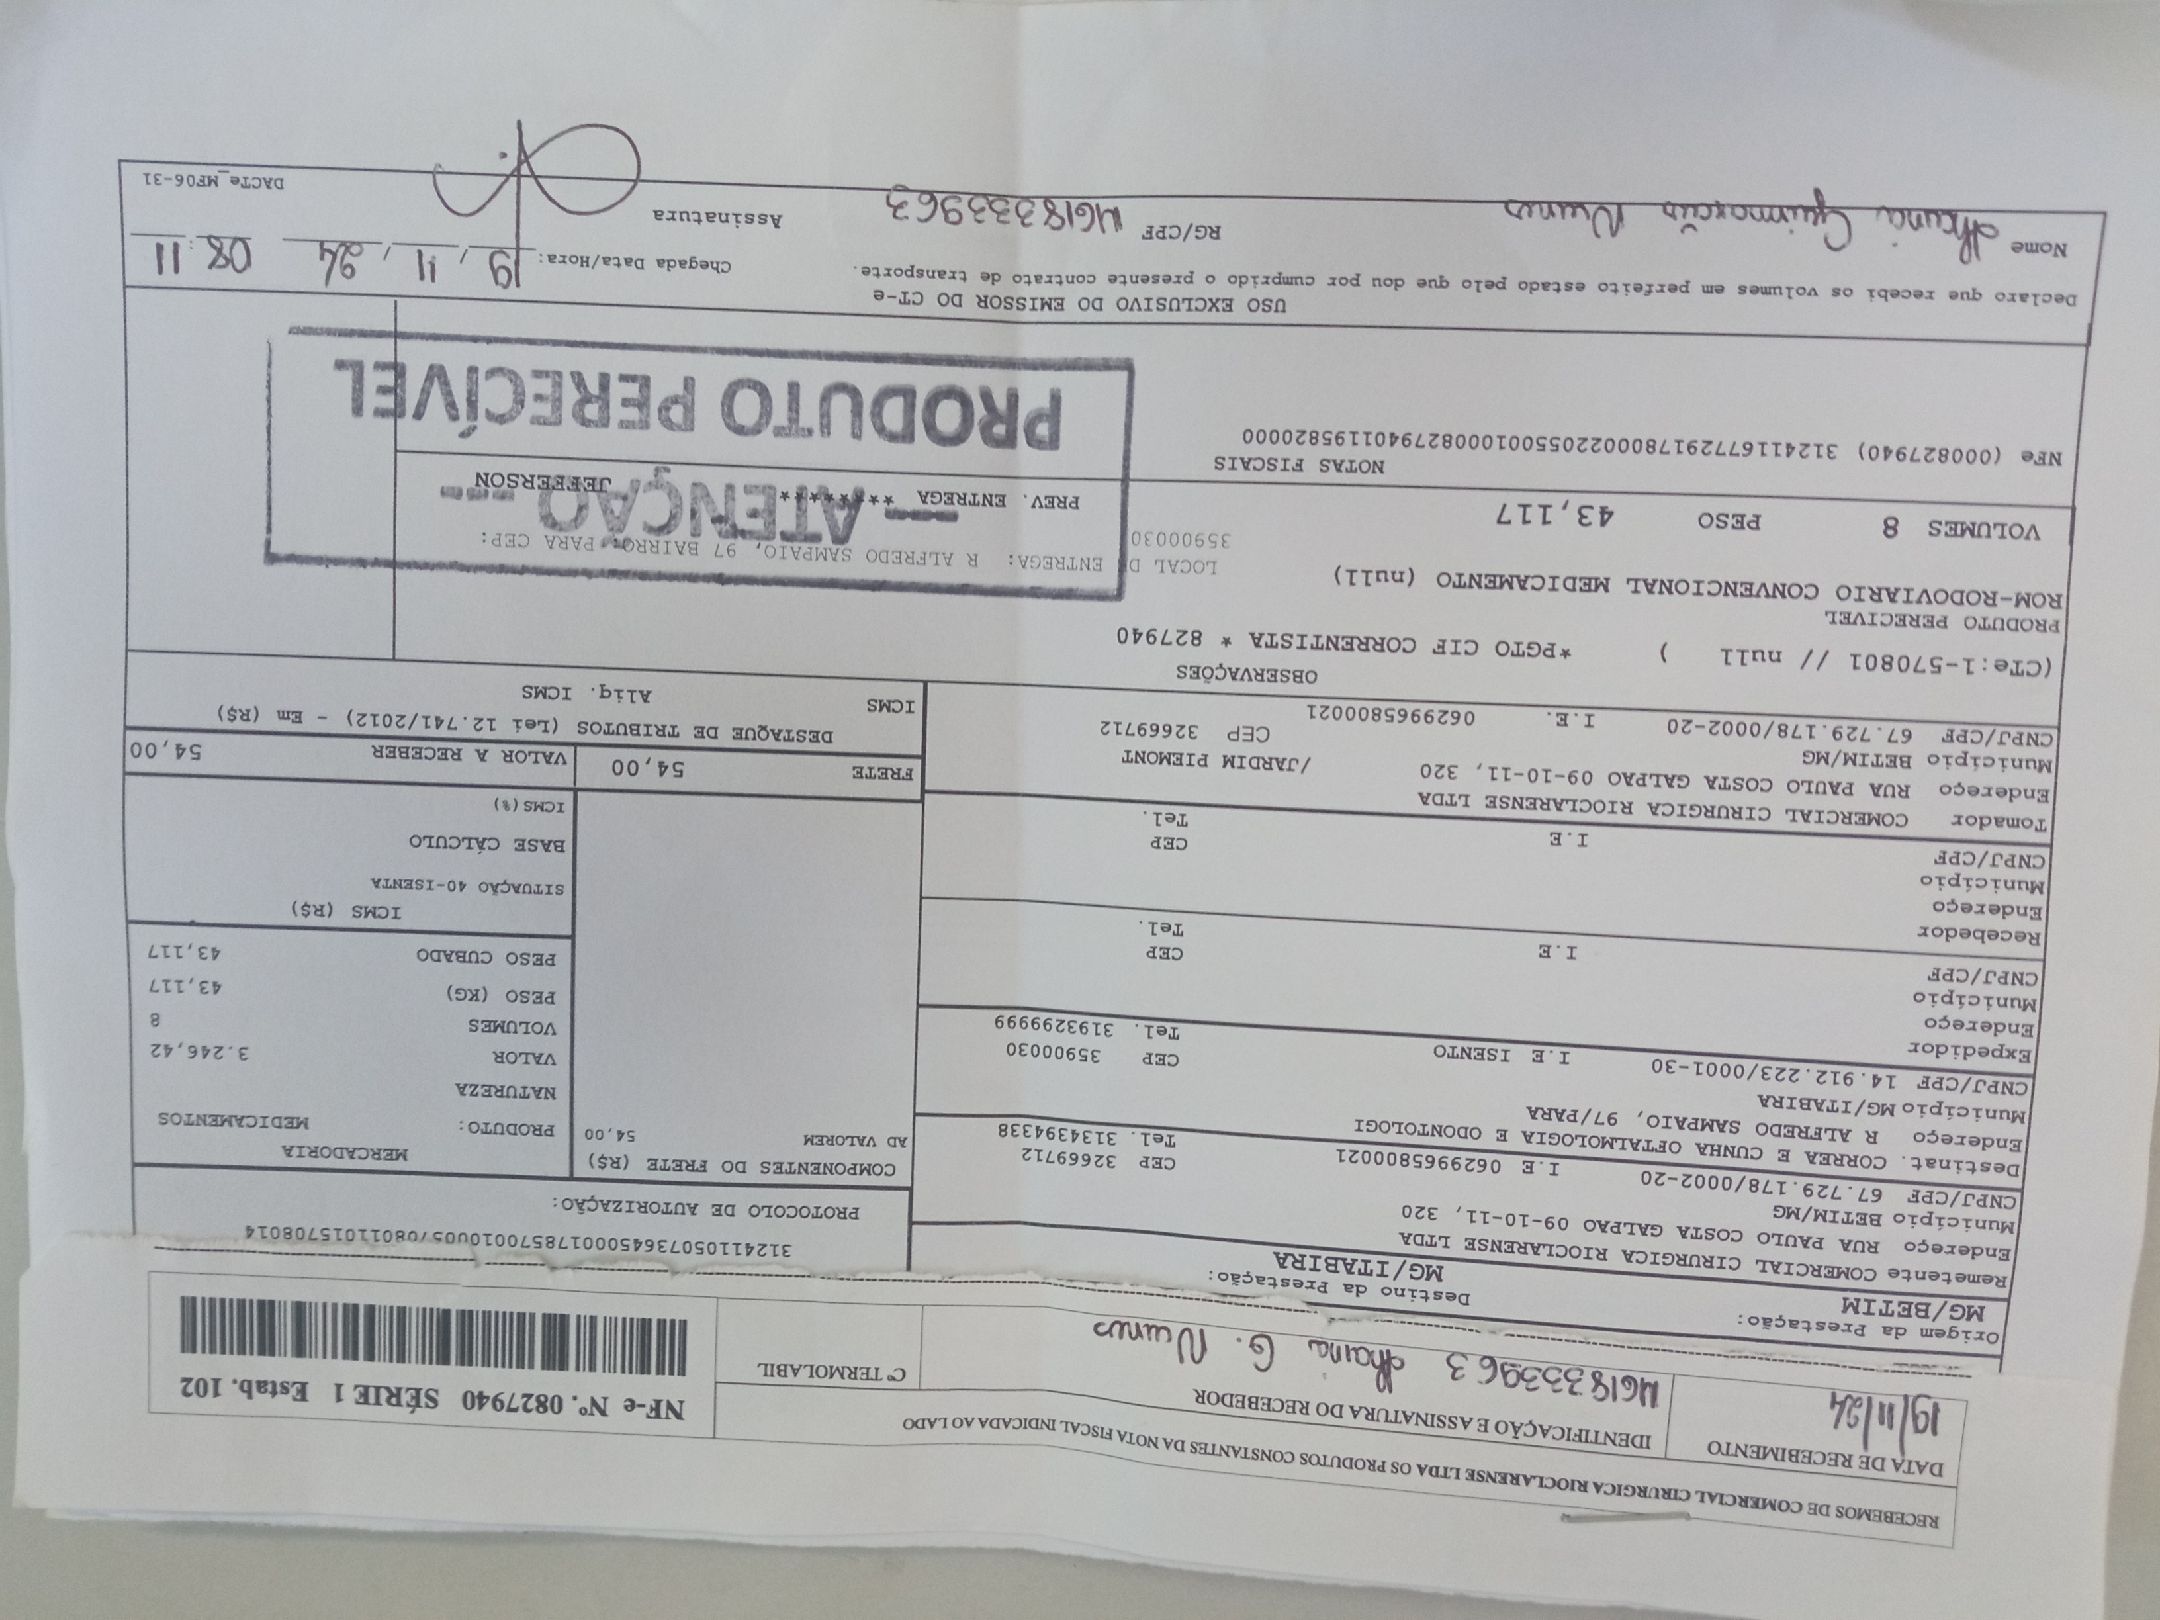 RECEBEMOS DE COMERCIAL CIRURGICA RIOCLARENSE LTDA OS PRODUTOS CONSTANTES DA NOTA FISCAL INDICADA AO LADO
DATA DE RECEBIMENTO
19/11/24
IDENTIFICAÇÃO E ASSINATURA DO RECEBEDOR
MG18333963 G. Nunes
Cº TERMOLABIL
NF-e Nº. 0827940 SÉRIE 1 Estab. 102
Origem da Prestação:
MG/BETIM
Destino da Prestação:
MG/ITABIRA
Remetente COMERCIAL CIRURGICA RIOCLARENSE LTDA
Endereço RUA PAULO COSTA GALPAO 09-10-11, 320
Município BETIM/MG CEP 32669712
CNPJ/CPF 67.729.178/0002-20 I.E 0629965800021 Tel. 3134394338
Destinat. CORREA E CUNHA OFTALMOLOGIA E ODONTOLOGI
Endereço R ALFREDO SAMPAIO, 97/PARA
Município MG/ITABIRA CEP 35900030
CNPJ/CPF 14.912.223/0001-30 I.E ISENTO Tel. 3193299999
Expedidor
Endereço
Município CEP
CNPJ/CPF I.E Tel.
Recebedor
Endereço
Município CEP
CNPJ/CPF I.E Tel.
Tomador COMERCIAL CIRURGICA RIOCLARENSE LTDA
Endereço RUA PAULO COSTA GALPAO 09-10-11, 320 /JARDIM PIEMONT
Município BETIM/MG CEP 32669712
CNPJ/CPF 67.729.178/0002-20 I.E. 0629965800021
PROTOCOLO DE AUTORIZAÇÃO:
COMPONENTES DO FRETE (R$)
AD VALOREM 54,00
MERCADORIA
PRODUTO: MEDICAMENTOS
NATUREZA
VALOR 3.246,42
VOLUMES 8
PESO (KG) 43,117
PESO CUBADO 43,117
ICMS (R$)
SITUAÇÃO 40-ISENTA
BASE CÁLCULO
ICMS(%)
FRETE 54,00
VALOR A RECEBER 54,00
DESTAQUE DE TRIBUTOS (Lei 12.741/2012) - Em (R$)
ICMS Aliq. ICMS
OBSERVAÇÕES
(CTe:1-570801 // null ) *PGTO CIF CORRENTISTA * 827940
PRODUTO PERECIVEL
ROM-RODOVIARIO CONVENCIONAL MEDICAMENTO (null)
LOCAL DE ENTREGA: R ALFREDO SAMPAIO, 97 BAIRRO: PARA CEP:
35900030
VOLUMES 8 PESO 43,117
PREV. ENTREGA ********* JEFFERSON
-- ATENÇÃO --
PRODUTO PERECÍVEL
NOTAS FISCAIS
NFe (000827940) 31241167729178000220550010008279401195820000
USO EXCLUSIVO DO EMISSOR DO CT-e
Declaro que recebi os volumes em perfeito estado pelo que dou por cumprido o presente contrato de transporte.
Chegada Data/Hora: 19/11/24 08:11
Nome Guimarães Nunes
RG/CPF MG18333963
Assinatura
DACTe_MF06-31